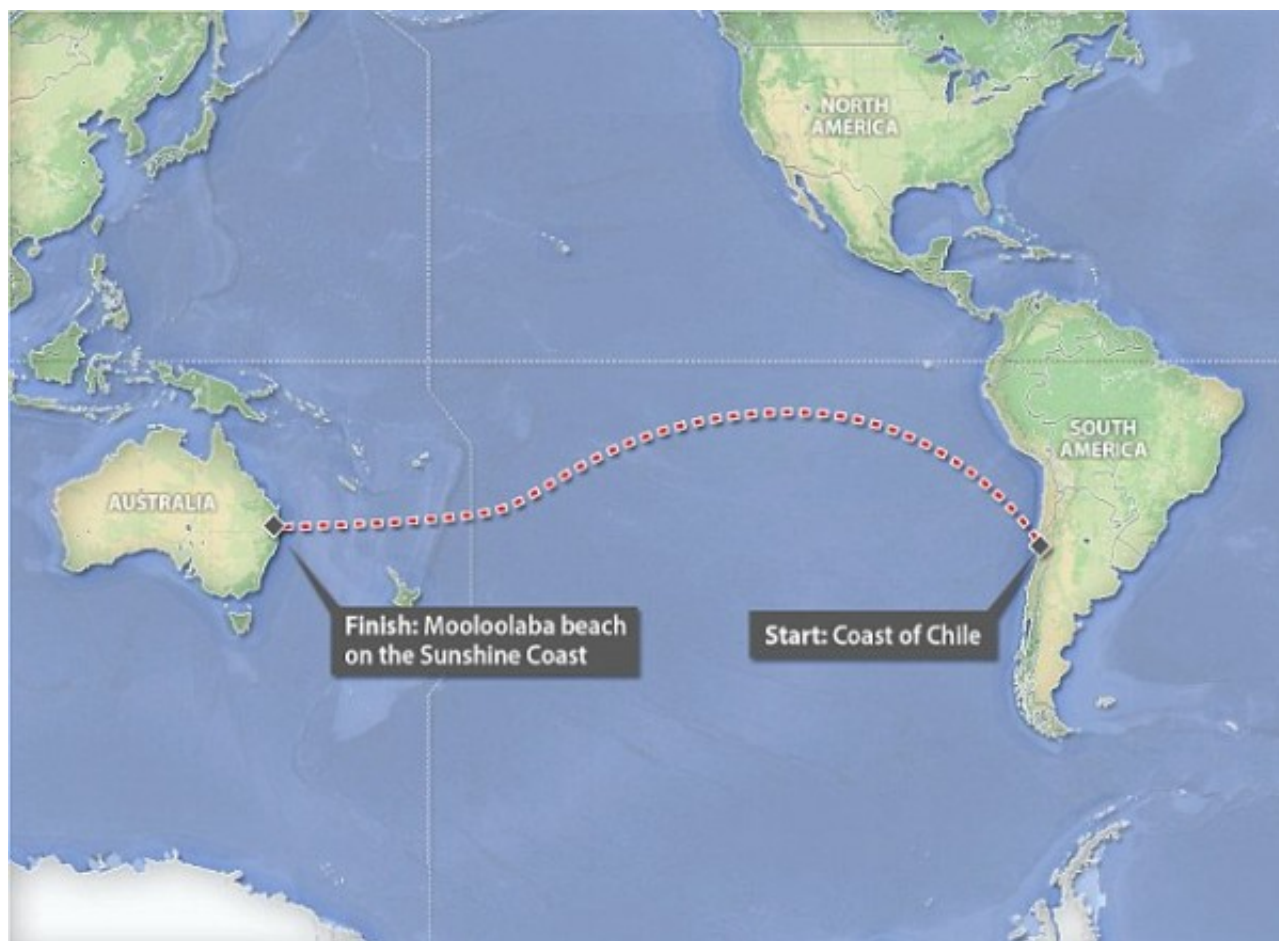 NORTH
AMERICA
SOUTH
AMERICA
AUSTRALIA
Finish: Mooloolaba beach
on the Sunshine Coast
Start: Coast of Chile